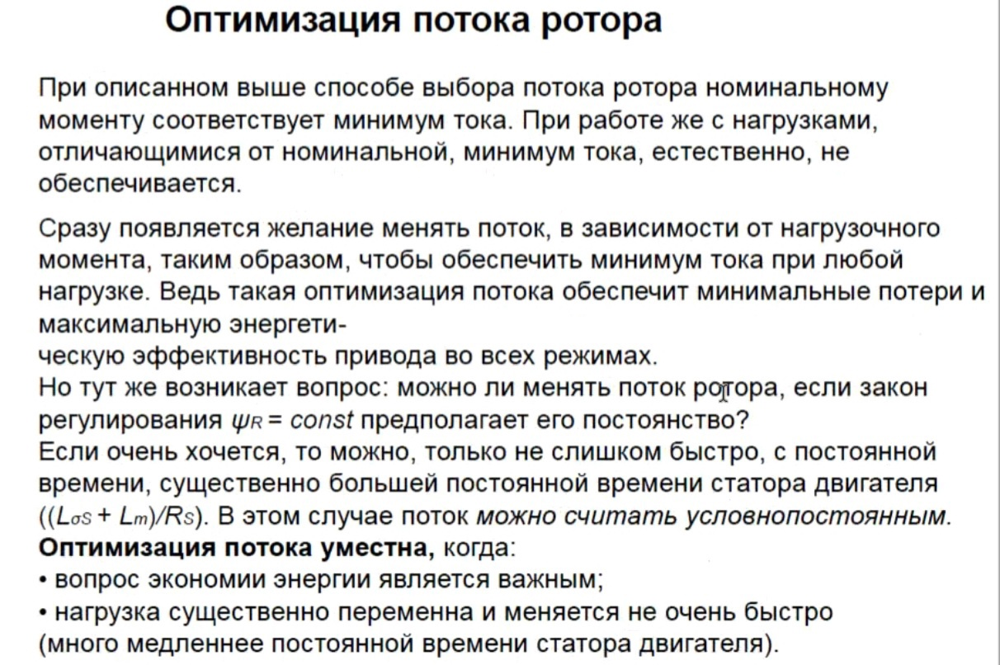 Оптимизация потока ротора
При описанном выше способе выбора потока ротора номинальному
моменту соответствует минимум тока. При работе же с нагрузками,
отличающимися от номинальной, минимум тока, естественно, не
обеспечивается.
Сразу появляется желание менять поток, в зависимости от нагрузочного
момента, таким образом, чтобы обеспечить минимум тока при любой
нагрузке. Ведь такая оптимизация потока обеспечит минимальные потери и
максимальную энергети-
ческую эффективность привода во всех режимах.
Но тут же возникает вопрос: можно ли менять поток ротора, если закон
регулирования ψR = const предполагает его постоянство?
Если очень хочется, то можно, только не слишком быстро, с постоянной
времени, существенно большей постоянной времени статора двигателя
((LσS + Lm)/RS). В этом случае поток можно считать условнопостоянным.
Оптимизация потока уместна, когда:
• вопрос экономии энергии является важным;
• нагрузка существенно переменна и меняется не очень быстро
(много медленнее постоянной времени статора двигателя).